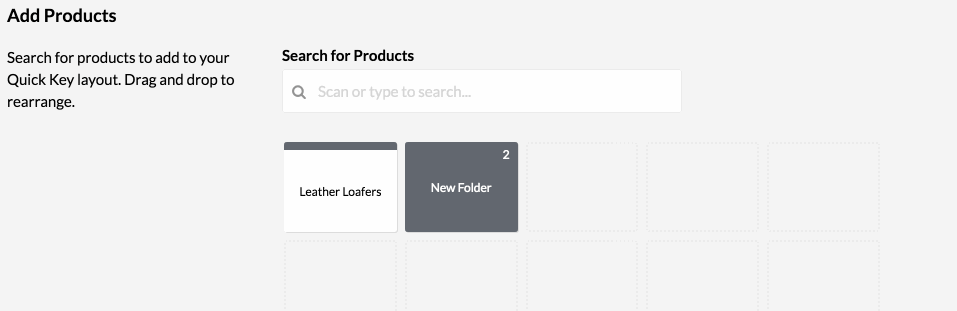 Add Products
Search for products to add to your
Quick Key layout. Drag and drop to
rearrange.
Search for Products
Scan or type to search...
Leather Loafers
2
New Folder